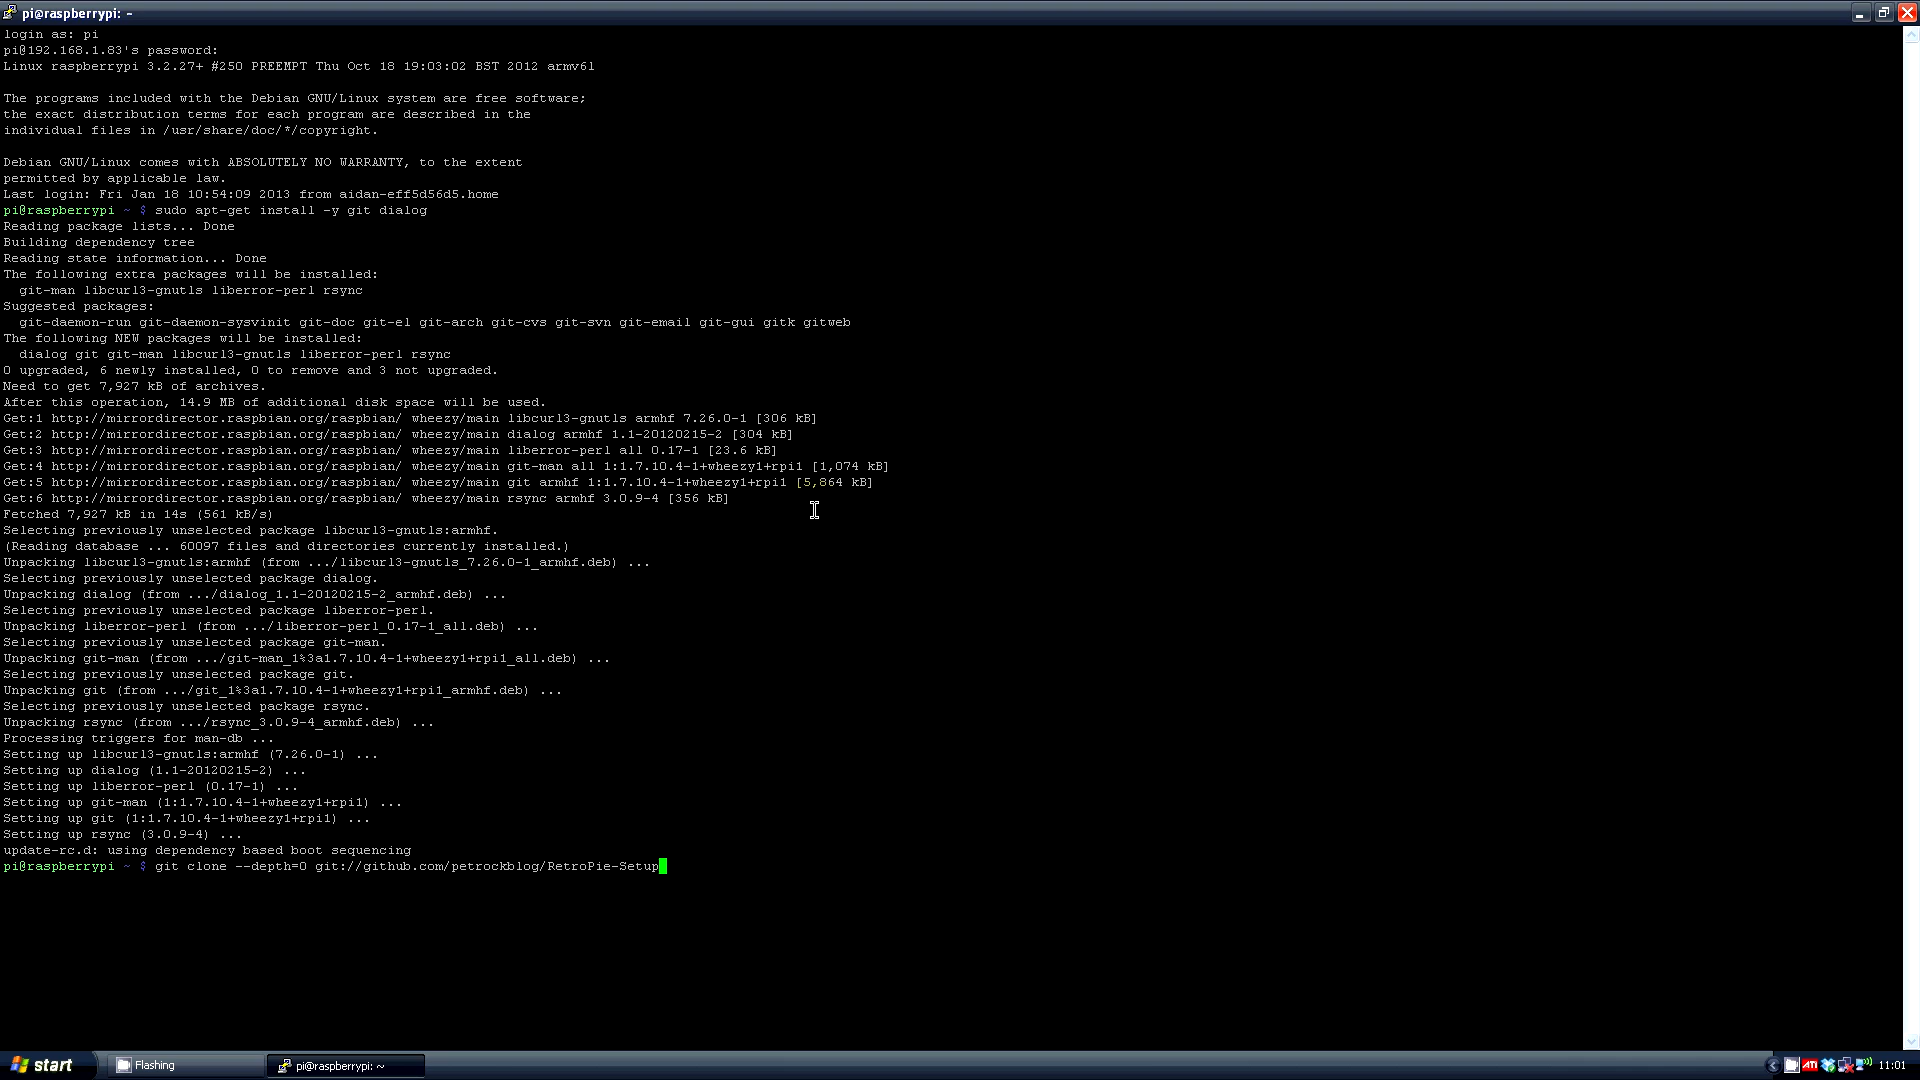 pi@raspberrypi: ~
login as: pi
pi@192.168.1.83's password:
Linux raspberrypi 3.2.27+ #250 PREEMPT Thu Oct 18 19:03:02 BST 2012 armv6l
The programs included with the Debian GNU/Linux system are free software;
the exact distribution terms for each program are described in the
individual files in /usr/share/doc/*/copyright.
Debian GNU/Linux comes with ABSOLUTELY NO WARRANTY, to the extent
permitted by applicable law.
Last login: Fri Jan 18 10:54:09 2013 from aidan-eff5d56d5.home
pi@raspberrypi ~ $ sudo apt-get install -y git dialog
Reading package lists... Done
Building dependency tree
Reading state information... Done
The following extra packages will be installed:
  git-man libcurl3-gnutls liberror-perl rsync
Suggested packages:
  git-daemon-run git-daemon-sysvinit git-doc git-el git-arch git-cvs git-svn git-email git-gui gitk gitweb
The following NEW packages will be installed:
  dialog git git-man libcurl3-gnutls liberror-perl rsync
0 upgraded, 6 newly installed, 0 to remove and 3 not upgraded.
Need to get 7,927 kB of archives.
After this operation, 14.9 MB of additional disk space will be used.
Get:1 http://mirrordirector.raspbian.org/raspbian/ wheezy/main libcurl3-gnutls armhf 7.26.0-1 [306 kB]
Get:2 http://mirrordirector.raspbian.org/raspbian/ wheezy/main dialog armhf 1.1-20120215-2 [304 kB]
Get:3 http://mirrordirector.raspbian.org/raspbian/ wheezy/main liberror-perl all 0.17-1 [23.6 kB]
Get:4 http://mirrordirector.raspbian.org/raspbian/ wheezy/main git-man all 1:1.7.10.4-1+wheezy1+rpi1 [1,074 kB]
Get:5 http://mirrordirector.raspbian.org/raspbian/ wheezy/main git armhf 1:1.7.10.4-1+wheezy1+rpi1 [5,864 kB]
Get:6 http://mirrordirector.raspbian.org/raspbian/ wheezy/main rsync armhf 3.0.9-4 [356 kB]
Fetched 7,927 kB in 14s (561 kB/s)
Selecting previously unselected package libcurl3-gnutls:armhf.
(Reading database ... 60097 files and directories currently installed.)
Unpacking libcurl3-gnutls:armhf (from .../libcurl3-gnutls_7.26.0-1_armhf.deb) ...
Selecting previously unselected package dialog.
Unpacking dialog (from .../dialog_1.1-20120215-2_armhf.deb) ...
Selecting previously unselected package liberror-perl.
Unpacking liberror-perl (from .../liberror-perl_0.17-1_all.deb) ...
Selecting previously unselected package git-man.
Unpacking git-man (from .../git-man_1%3a1.7.10.4-1+wheezy1+rpi1_all.deb) ...
Selecting previously unselected package git.
Unpacking git (from .../git_1%3a1.7.10.4-1+wheezy1+rpi1_armhf.deb) ...
Selecting previously unselected package rsync.
Unpacking rsync (from .../rsync_3.0.9-4_armhf.deb) ...
Processing triggers for man-db ...
Setting up libcurl3-gnutls:armhf (7.26.0-1) ...
Setting up dialog (1.1-20120215-2) ...
Setting up liberror-perl (0.17-1) ...
Setting up git-man (1:1.7.10.4-1+wheezy1+rpi1) ...
Setting up git (1:1.7.10.4-1+wheezy1+rpi1) ...
Setting up rsync (3.0.9-4) ...
update-rc.d: using dependency based boot sequencing
pi@raspberrypi ~ $ git clone --depth=0 git://github.com/petrockblog/RetroPie-Setup
start
Flashing
pi@raspberrypi: ~
ATI
11:01